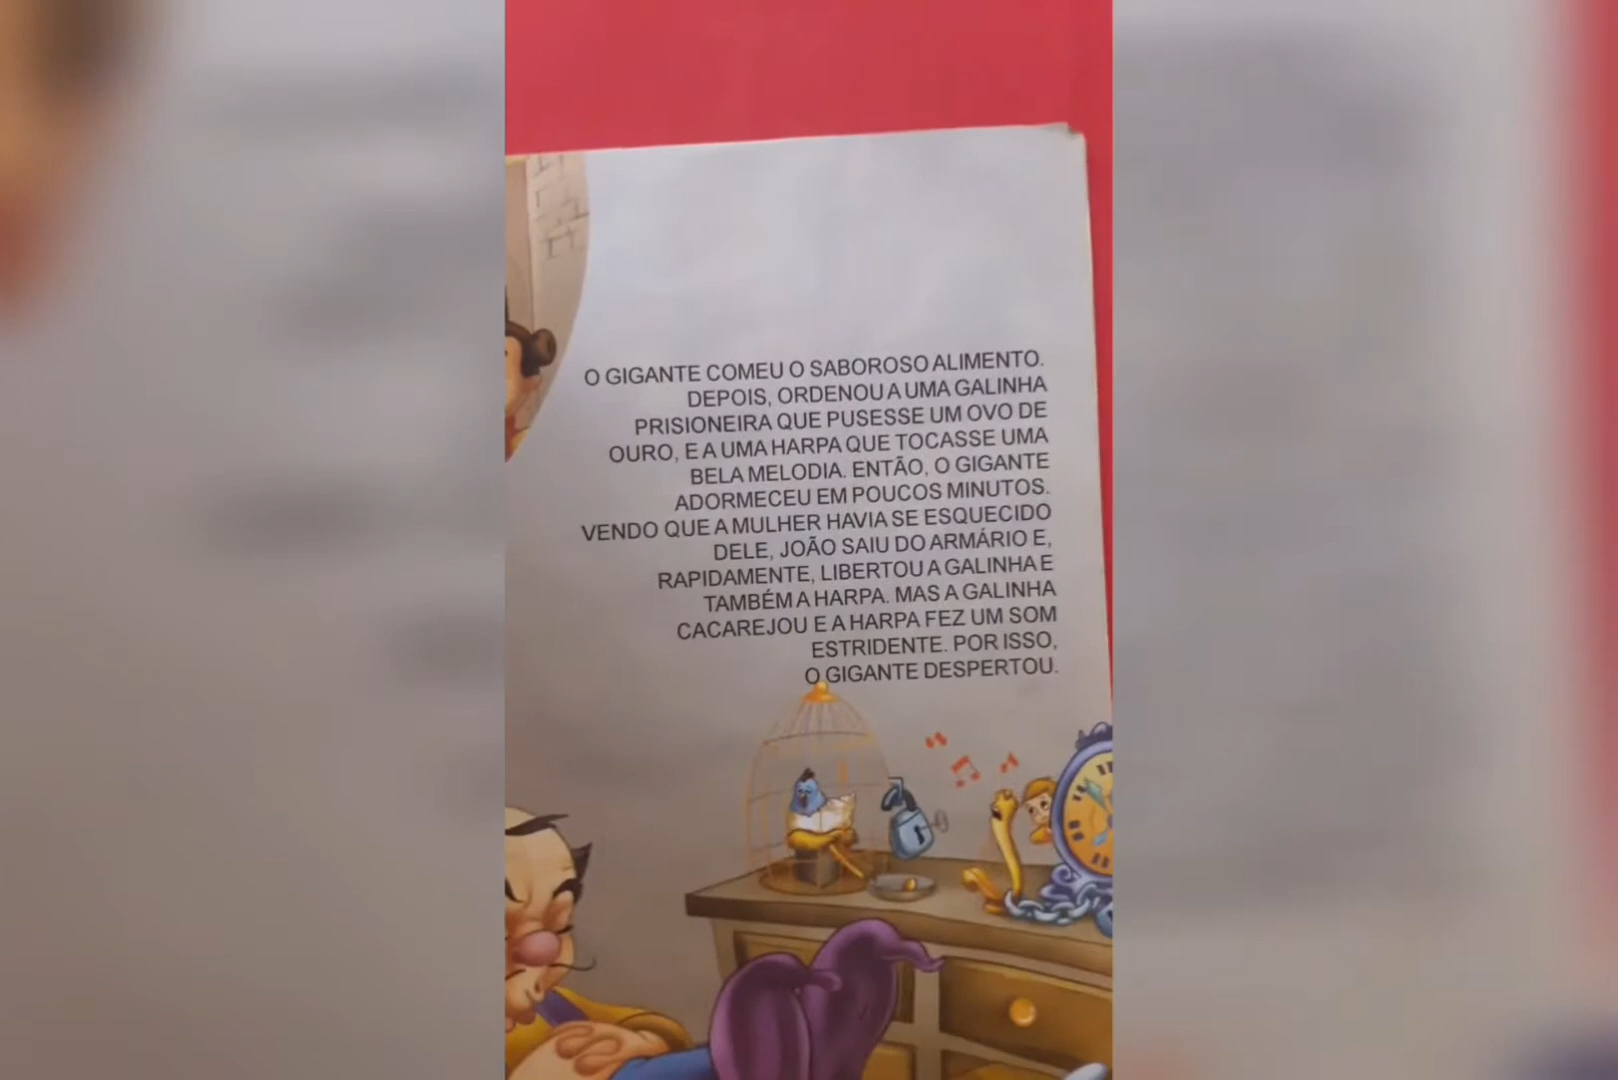 O GIGANTE COMEU O SABOROSO ALIMENTO.
DEPOIS, ORDENOU A UMA GALINHA
PRISIONEIRA QUE PUSESSE UM OVO DE
OURO, E A UMA HARPA QUE TOCASSE UMA
BELA MELODIA. ENTÃO, O GIGANTE
ADORMECEU EM POUCOS MINUTOS.
VENDO QUE A MULHER HAVIA SE ESQUECIDO
DELE, JOÃO SAIU DO ARMÁRIO E,
RAPIDAMENTE, LIBERTOU A GALINHA E
TAMBÉM A HARPA. MAS A GALINHA
CACAREJOU E A HARPA FEZ UM SOM
ESTRIDENTE. POR ISSO,
O GIGANTE DESPERTOU.